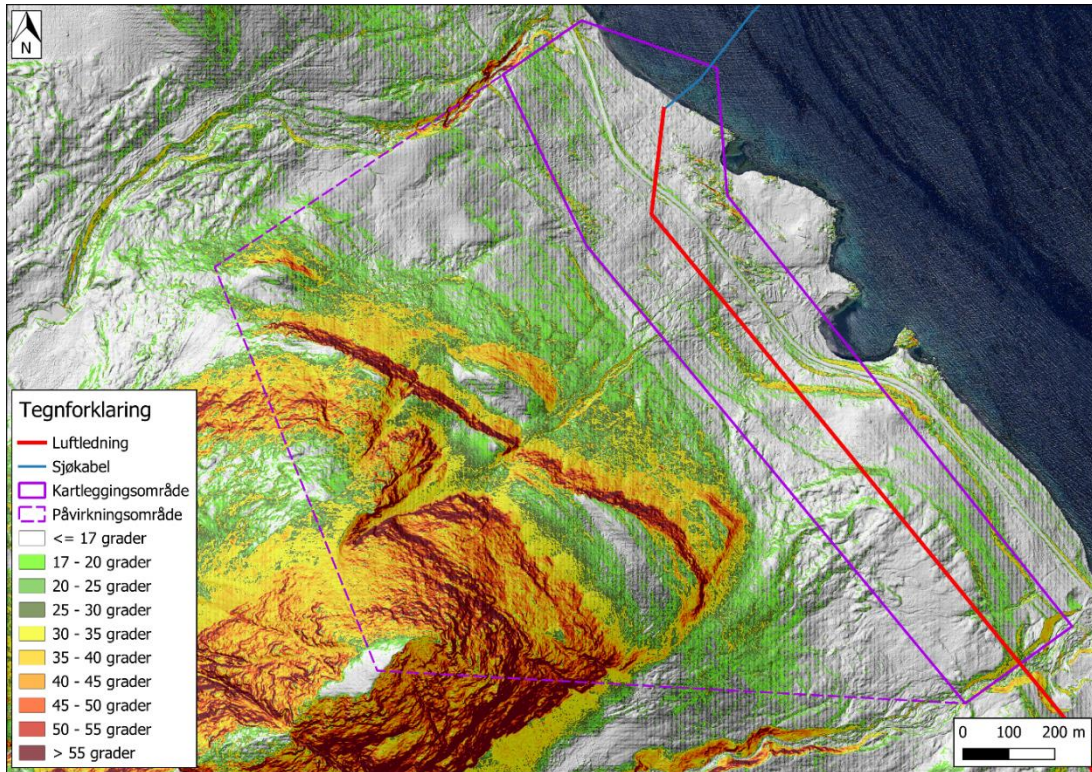 N
Tegnforklaring
Luftledning
Sjøkabel
Kartleggingsområde
Påvirkningsområde
<= 17 grader
17 - 20 grader
20 - 25 grader
25 - 30 grader
30 - 35 grader
35 - 40 grader
40 - 45 grader
45 - 50 grader
50 - 55 grader
> 55 grader
0 100 200 m